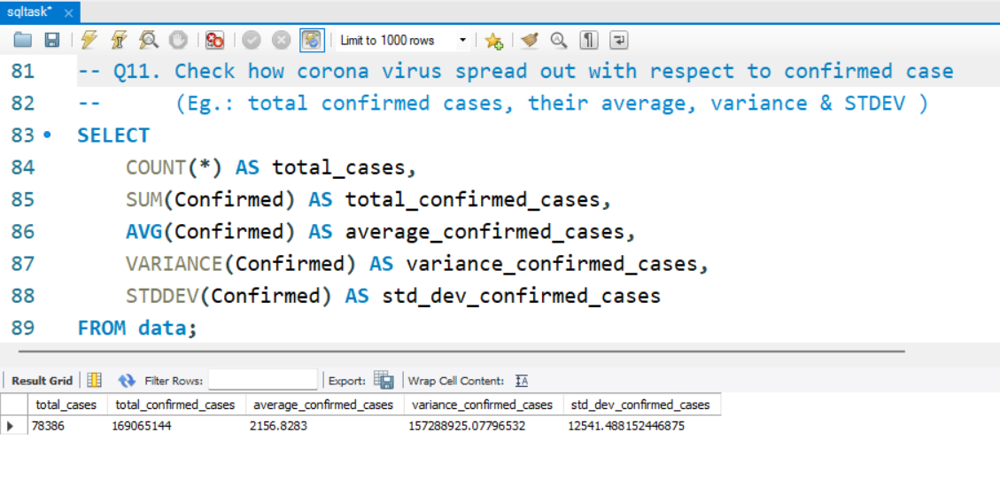 sqltask*
Limit to 1000 rows
81 -- Q11. Check how corona virus spread out with respect to confirmed case
82 -- (Eg.: total confirmed cases, their average, variance & STDEV )
83 SELECT
84 COUNT(*) AS total_cases,
85 SUM(Confirmed) AS total_confirmed_cases,
86 AVG(Confirmed) AS average_confirmed_cases,
87 VARIANCE(Confirmed) AS variance_confirmed_cases,
88 STDDEV(Confirmed) AS std_dev_confirmed_cases
89 FROM data;
Result Grid Filter Rows: Export: Wrap Cell Content:
total_cases total_confirmed_cases average_confirmed_cases variance_confirmed_cases std_dev_confirmed_cases
78386 169065144 2156.8283 157288925.07796532 12541.488152446875